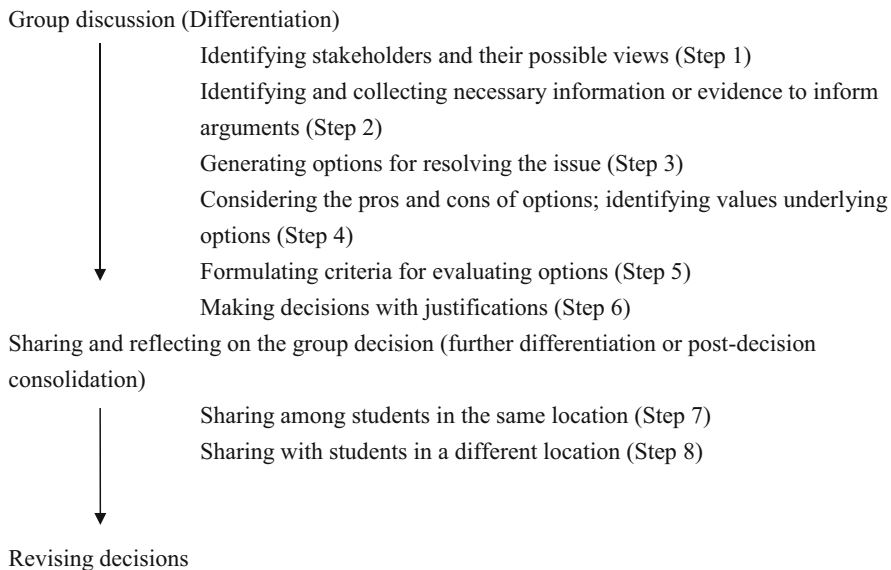 Group discussion (Differentiation)
Identifying stakeholders and their possible views (Step 1)
Identifying and collecting necessary information or evidence to inform
arguments (Step 2)
Generating options for resolving the issue (Step 3)
Considering the pros and cons of options; identifying values underlying
options (Step 4)
Formulating criteria for evaluating options (Step 5)
Making decisions with justifications (Step 6)
Sharing and reflecting on the group decision (further differentiation or post-decision
consolidation)
Sharing among students in the same location (Step 7)
Sharing with students in a different location (Step 8)
Revising decisions